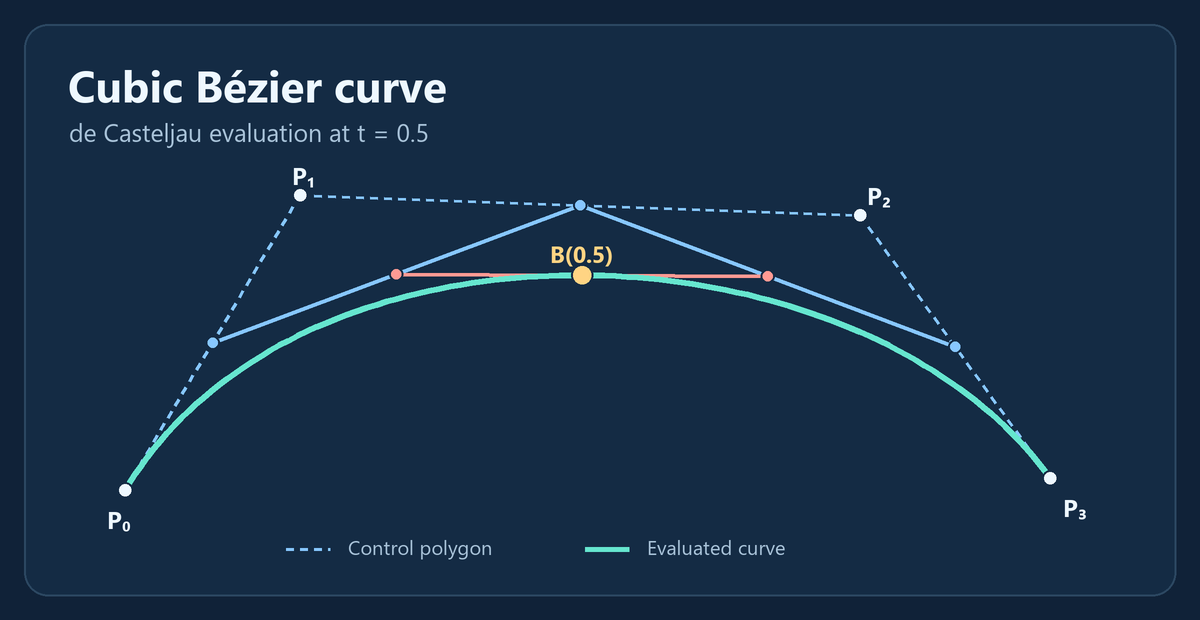 Cubic Bézier curve
de Casteljau evaluation at t = 0.5
P₁
P₂
B(0.5)
P₀
P₃
Control polygon
Evaluated curve